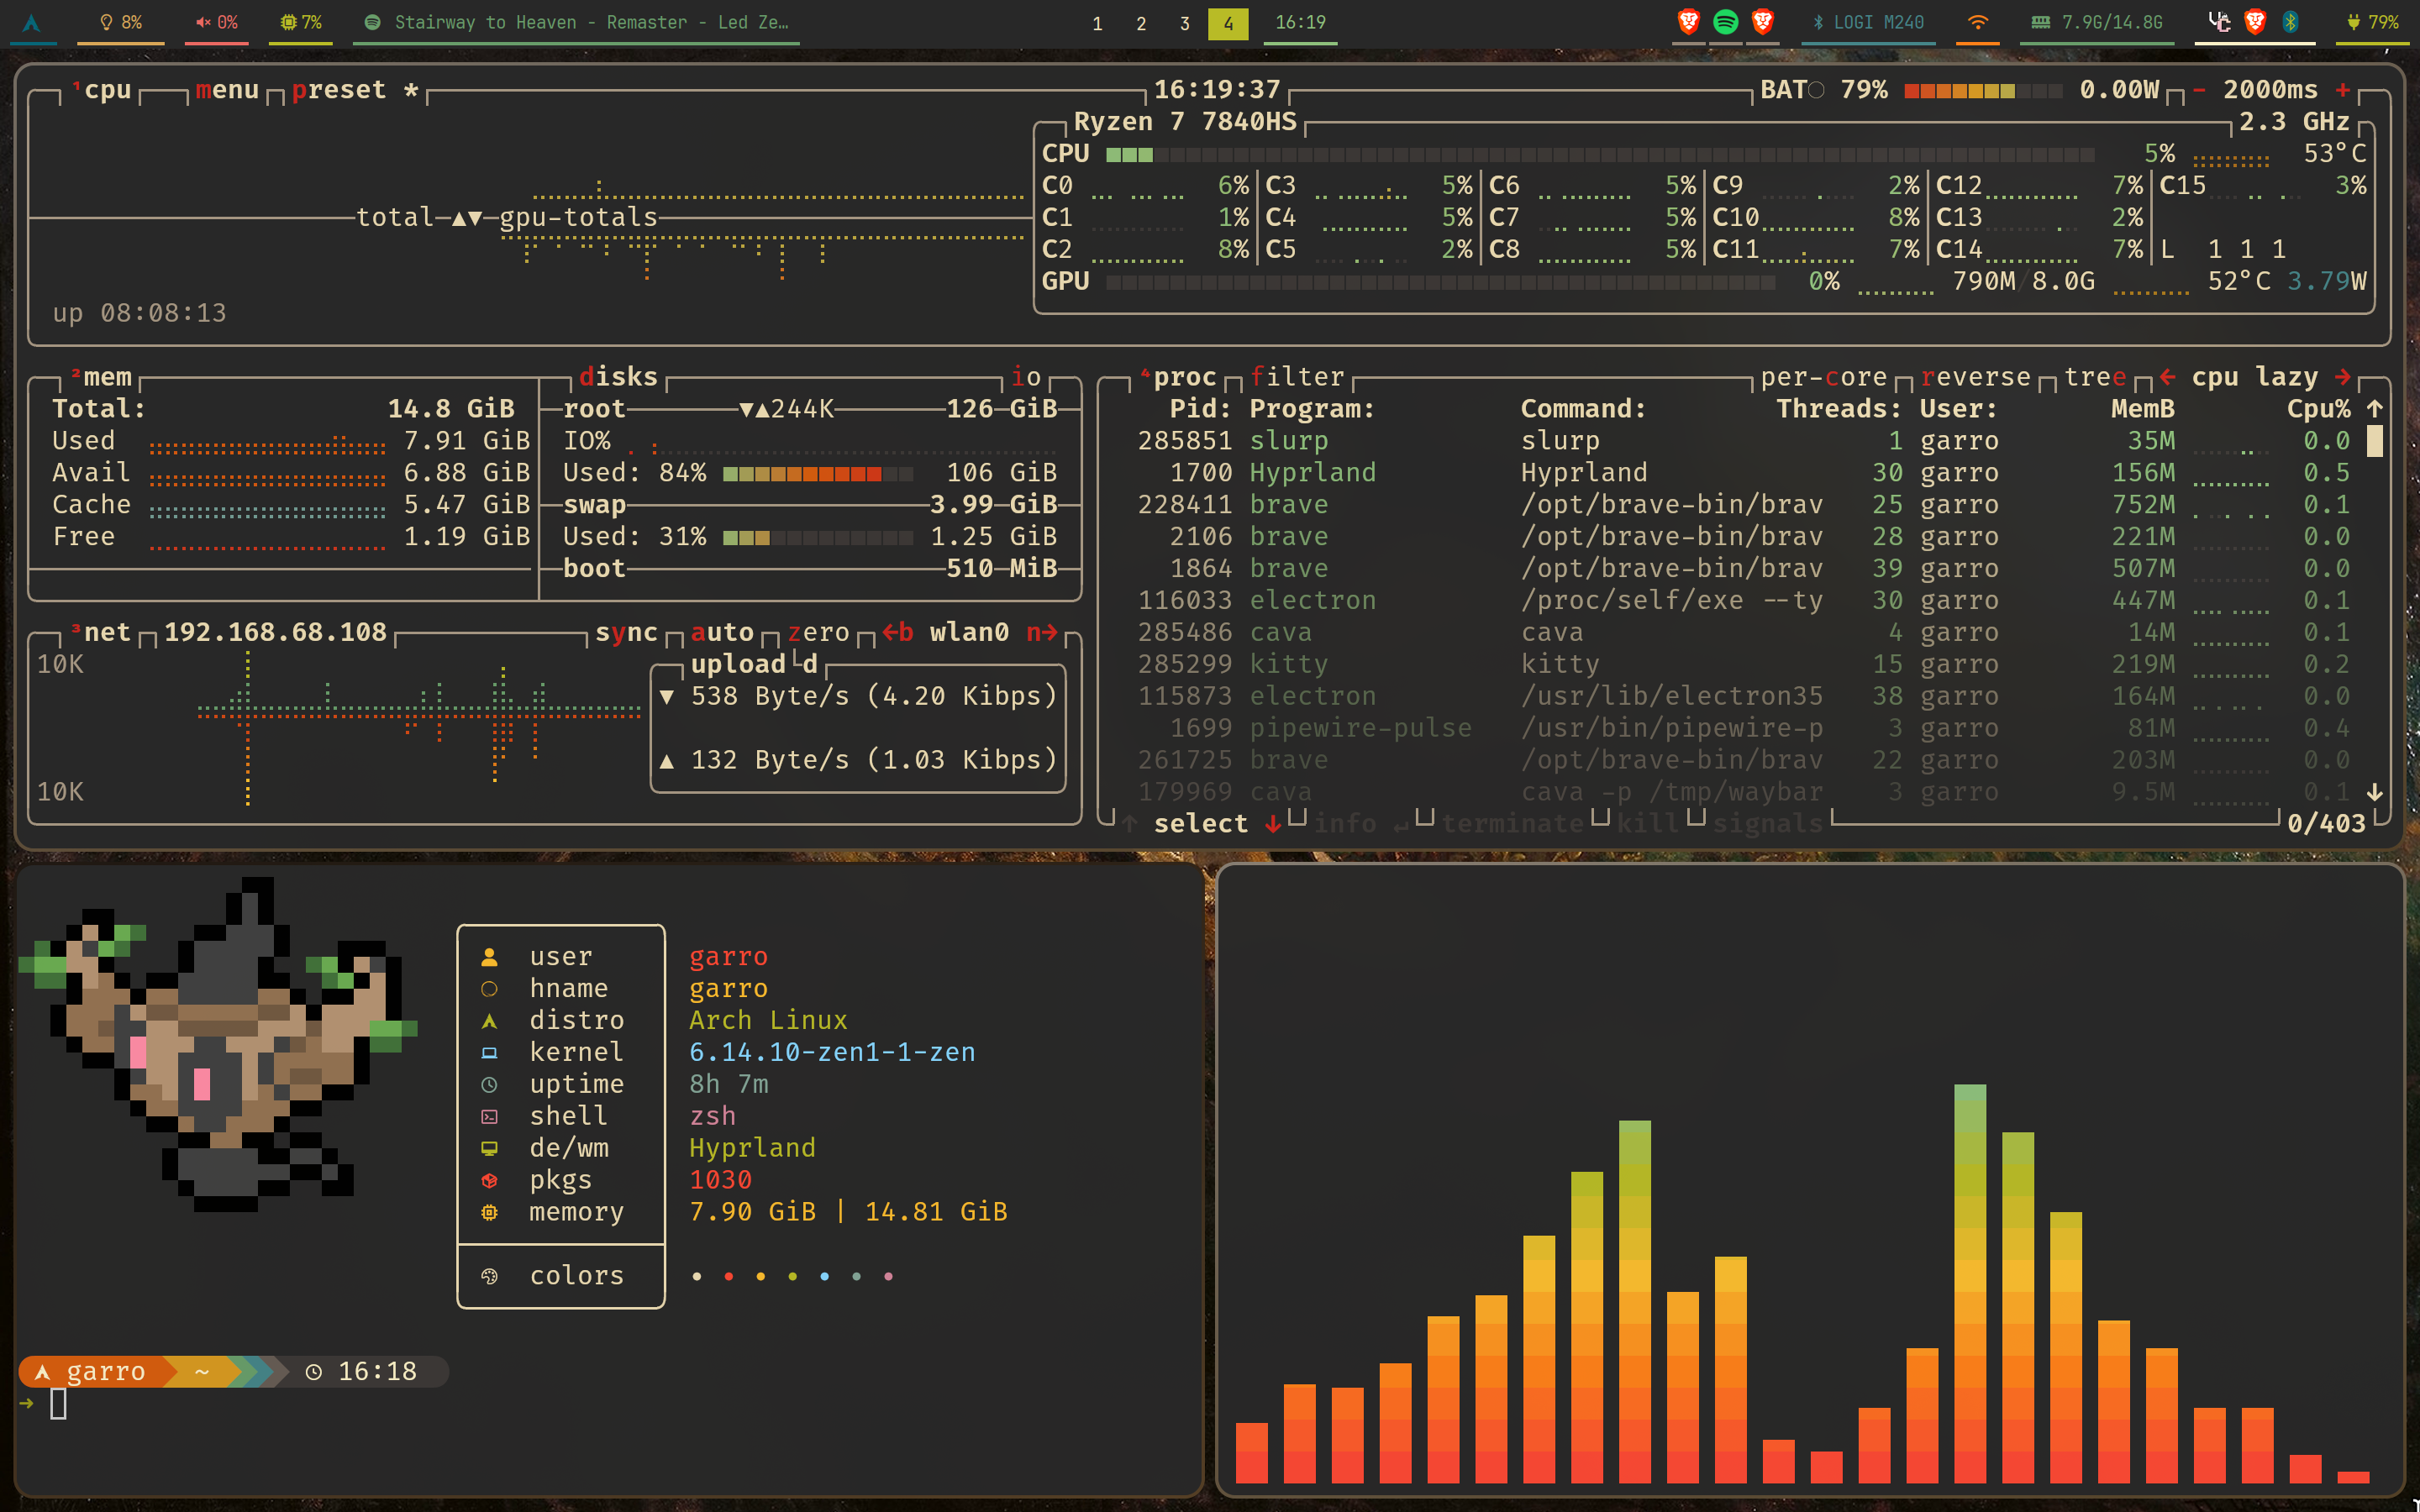 8% 0% 7% Stairway to Heaven - Remaster - Led Ze… 1 2 3 4 16:19 LOGI M240 7.9G/14.8G 79%
¹cpu menu preset * 16:19:37 BAT 79% 0.00W - 2000ms +
Ryzen 7 7840HS 2.3 GHz
CPU 5% 53°C
C0 6% C3 5% C6 5% C9 2% C12 7% C15 3%
total ▲▼ gpu-totals C1 1% C4 5% C7 5% C10 8% C13 2%
C2 8% C5 2% C8 5% C11 7% C14 7% L 1 1 1
GPU 0% 790M/8.0G 52°C 3.79W
up 08:08:13
²mem disks io
Total: 14.8 GiB root ▼▲244K 126 GiB
Used 7.91 GiB IO%
Avail 6.88 GiB Used: 84% 106 GiB
Cache 5.47 GiB swap 3.99 GiB
Free 1.19 GiB Used: 31% 1.25 GiB
boot 510 MiB
³net 192.168.68.108 sync auto zero ←b wlan0 n→
10K upload d
▼ 538 Byte/s (4.20 Kibps)
▲ 132 Byte/s (1.03 Kibps)
10K
⁴proc filter per-core reverse tree ← cpu lazy →
Pid: Program: Command: Threads: User: MemB Cpu% ↑
285851 slurp slurp 1 garro 35M 0.0
1700 Hyprland Hyprland 30 garro 156M 0.5
228411 brave /opt/brave-bin/brav 25 garro 752M 0.1
2106 brave /opt/brave-bin/brav 28 garro 221M 0.0
1864 brave /opt/brave-bin/brav 39 garro 507M 0.0
116033 electron /proc/self/exe --ty 30 garro 447M 0.1
285486 cava cava 4 garro 14M 0.1
285299 kitty kitty 15 garro 219M 0.2
115873 electron /usr/lib/electron35 38 garro 164M 0.0
1699 pipewire-pulse /usr/bin/pipewire-p 3 garro 81M 0.4
261725 brave /opt/brave-bin/brav 22 garro 203M 0.0
179969 cava cava -p /tmp/waybar 3 garro 9.5M 0.1 ↓
↑ select ↓ info ↵ terminate kill signals 0/403
user garro
hname garro
distro Arch Linux
kernel 6.14.10-zen1-1-zen
uptime 8h 7m
shell zsh
de/wm Hyprland
pkgs 1030
memory 7.90 GiB | 14.81 GiB
colors
garro ~ 16:18
→